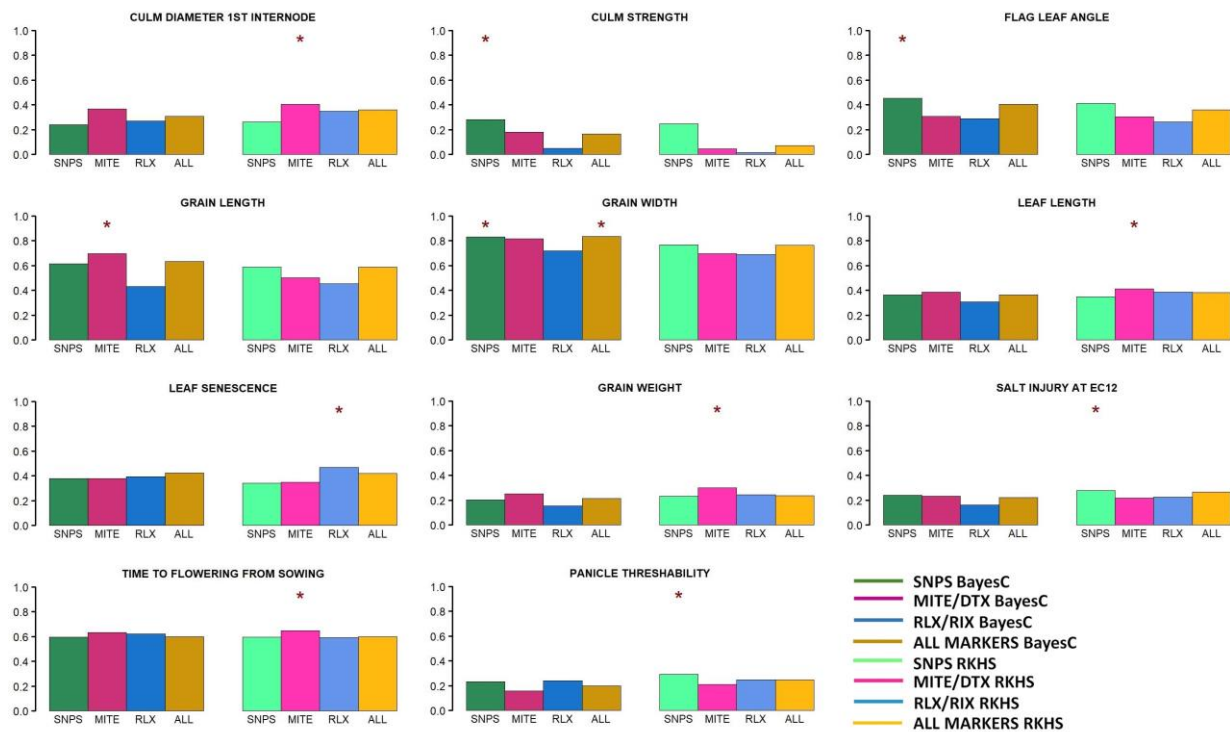 CULM DIAMETER 1ST INTERNODE
1.0
0.8
0.6
0.4
0.2
0.0
*
SNPS MITE RLX ALL SNPS MITE RLX ALL
CULM STRENGTH
1.0
0.8
0.6
0.4
0.2
0.0
*
SNPS MITE RLX ALL SNPS MITE RLX ALL
FLAG LEAF ANGLE
1.0
0.8
0.6
0.4
0.2
0.0
*
SNPS MITE RLX ALL SNPS MITE RLX ALL
GRAIN LENGTH
1.0
0.8
0.6
0.4
0.2
0.0
*
SNPS MITE RLX ALL SNPS MITE RLX ALL
GRAIN WIDTH
1.0
0.8
0.6
0.4
0.2
0.0
* *
SNPS MITE RLX ALL SNPS MITE RLX ALL
LEAF LENGTH
1.0
0.8
0.6
0.4
0.2
0.0
*
SNPS MITE RLX ALL SNPS MITE RLX ALL
LEAF SENESCENCE
1.0
0.8
0.6
0.4
0.2
0.0
*
SNPS MITE RLX ALL SNPS MITE RLX ALL
GRAIN WEIGHT
1.0
0.8
0.6
0.4
0.2
0.0
*
SNPS MITE RLX ALL SNPS MITE RLX ALL
SALT INJURY AT EC12
1.0
0.8
0.6
0.4
0.2
0.0
*
SNPS MITE RLX ALL SNPS MITE RLX ALL
TIME TO FLOWERING FROM SOWING
1.0
0.8
0.6
0.4
0.2
0.0
*
SNPS MITE RLX ALL SNPS MITE RLX ALL
PANICLE THRESHABILITY
1.0
0.8
0.6
0.4
0.2
0.0
*
SNPS MITE RLX ALL SNPS MITE RLX ALL
SNPS BayesC
MITE/DTX BayesC
RLX/RIX BayesC
ALL MARKERS BayesC
SNPS RKHS
MITE/DTX RKHS
RLX/RIX RKHS
ALL MARKERS RKHS